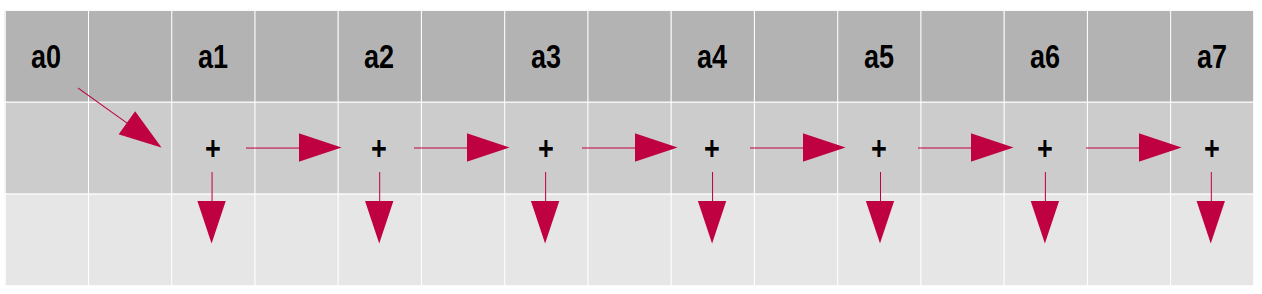 a0 a1 a2 a3 a4 a5 a6 a7
+ + + + + + +